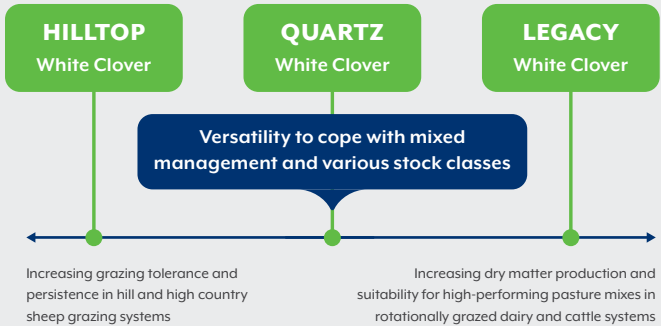 HILLTOP
White Clover
QUARTZ
White Clover
LEGACY
White Clover
Versatility to cope with mixed
management and various stock classes
Increasing grazing tolerance and
persistence in hill and high country
sheep grazing systems
Increasing dry matter production and
suitability for high-performing pasture mixes in
rotationally grazed dairy and cattle systems